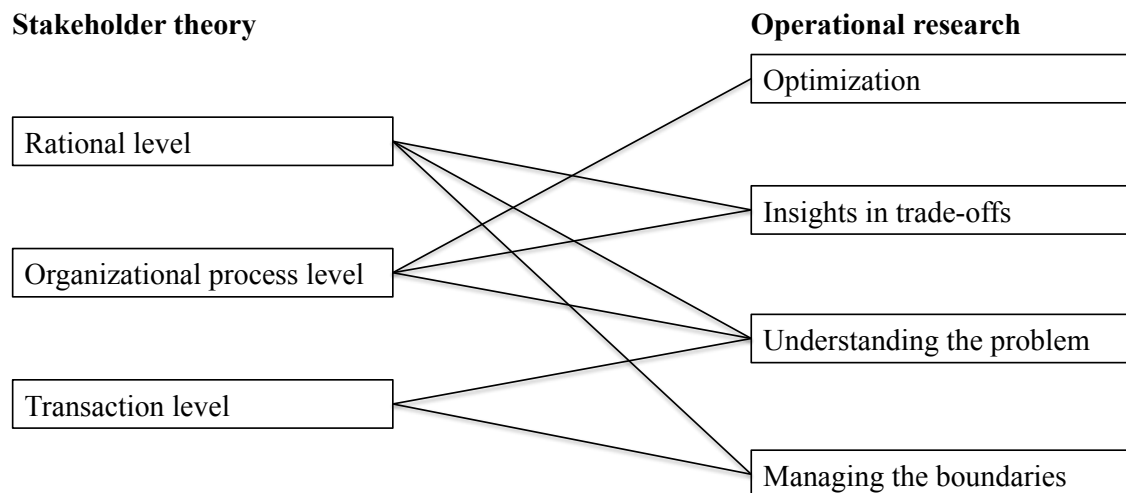 Stakeholder theory
Operational research
Optimization
Rational level
Insights in trade-offs
Organizational process level
Understanding the problem
Transaction level
Managing the boundaries